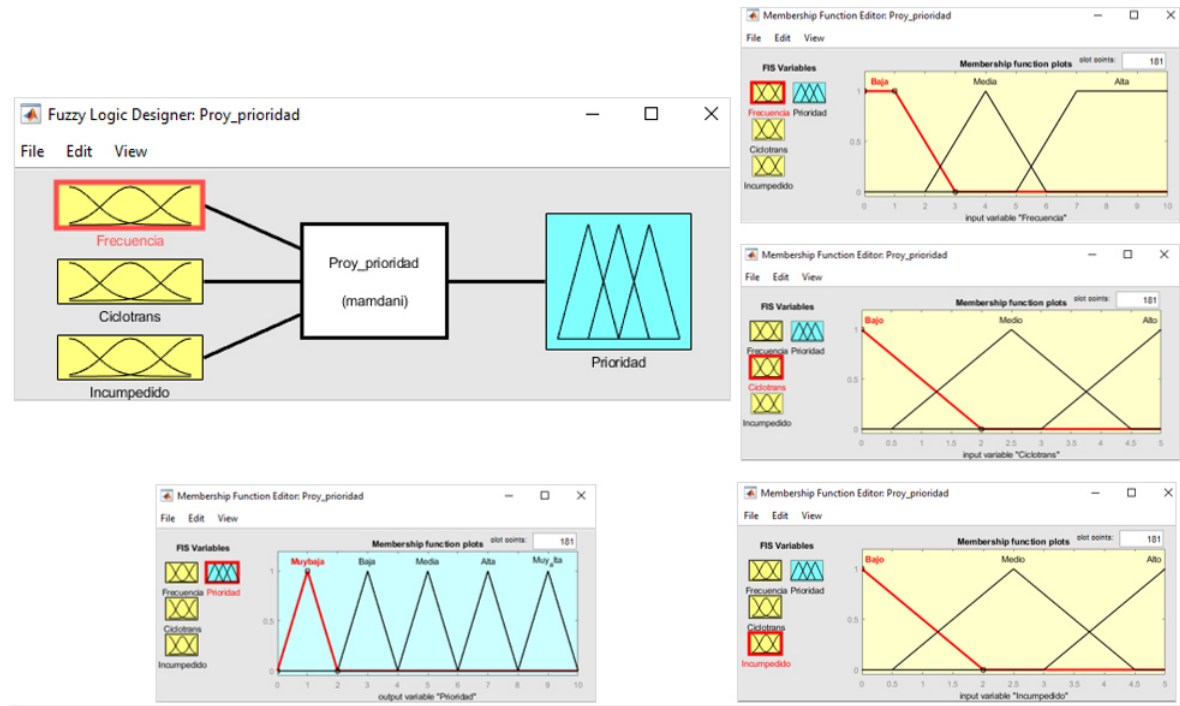 Fuzzy Logic Designer: Proy_prioridad
File Edit View
Frecuencia
Ciclotrans
Incumpedido
Proy_prioridad
(mamdani)
Prioridad
Membership Function Editor: Proy_prioridad
File Edit View
FIS Variables
Membership function plots
plot points: 181
Frecuencia Prioridad
Ciclotrans
Incumpedido
Baja Media Alta
1
0.5
0
0 1 2 3 4 5 6 7 8 9 10
input variable "Frecuencia"
Membership Function Editor: Proy_prioridad
File Edit View
FIS Variables
Membership function plots
plot points: 181
Frecuencia Prioridad
Ciclotrans
Incumpedido
Bajo Medio Alto
1
0.5
0
0 0.5 1 1.5 2 2.5 3 3.5 4 4.5 5
input variable "Ciclotrans"
Membership Function Editor: Proy_prioridad
File Edit View
FIS Variables
Membership function plots
plot points: 181
Frecuencia Prioridad
Ciclotrans
Incumpedido
Muybaja Baja Media Alta Muy_alta
1
0.5
0
0 1 2 3 4 5 6 7 8 9 10
output variable "Prioridad"
Membership Function Editor: Proy_prioridad
File Edit View
FIS Variables
Membership function plots
plot points: 181
Frecuencia Prioridad
Ciclotrans
Incumpedido
Bajo Medio Alto
1
0.5
0
0 0.5 1 1.5 2 2.5 3 3.5 4 4.5 5
input variable "Incumpedido"